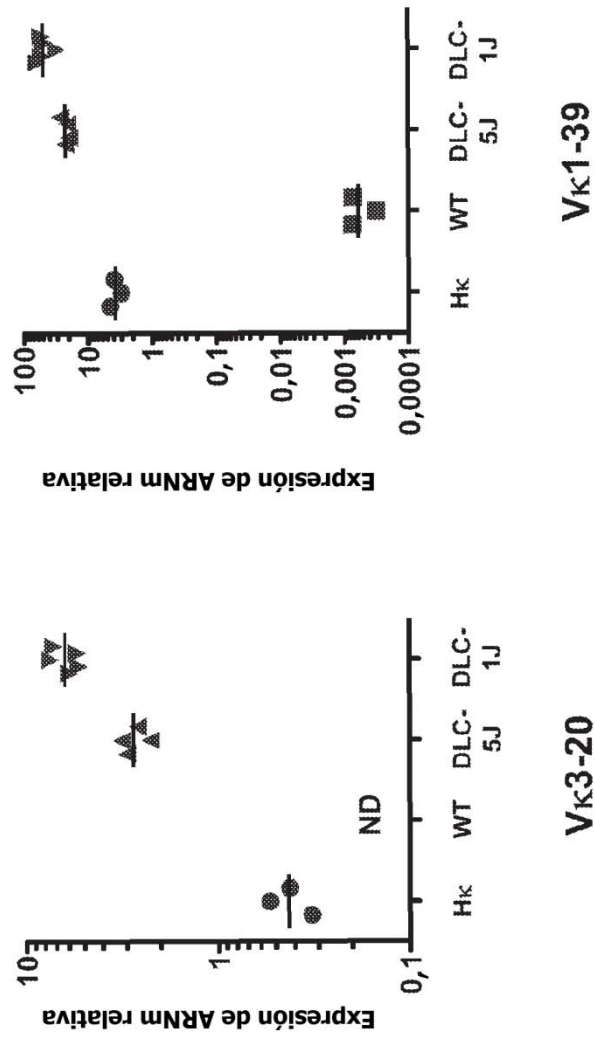 Expresión de ARNm relativa
10
1
0,1
ND
Hκ WT DLC- DLC-
5J 1J
Vκ3-20
Expresión de ARNm relativa
100
10
1
0,1
0,01
0,001
0,0001
Hκ WT DLC- DLC-
5J 1J
Vκ1-39